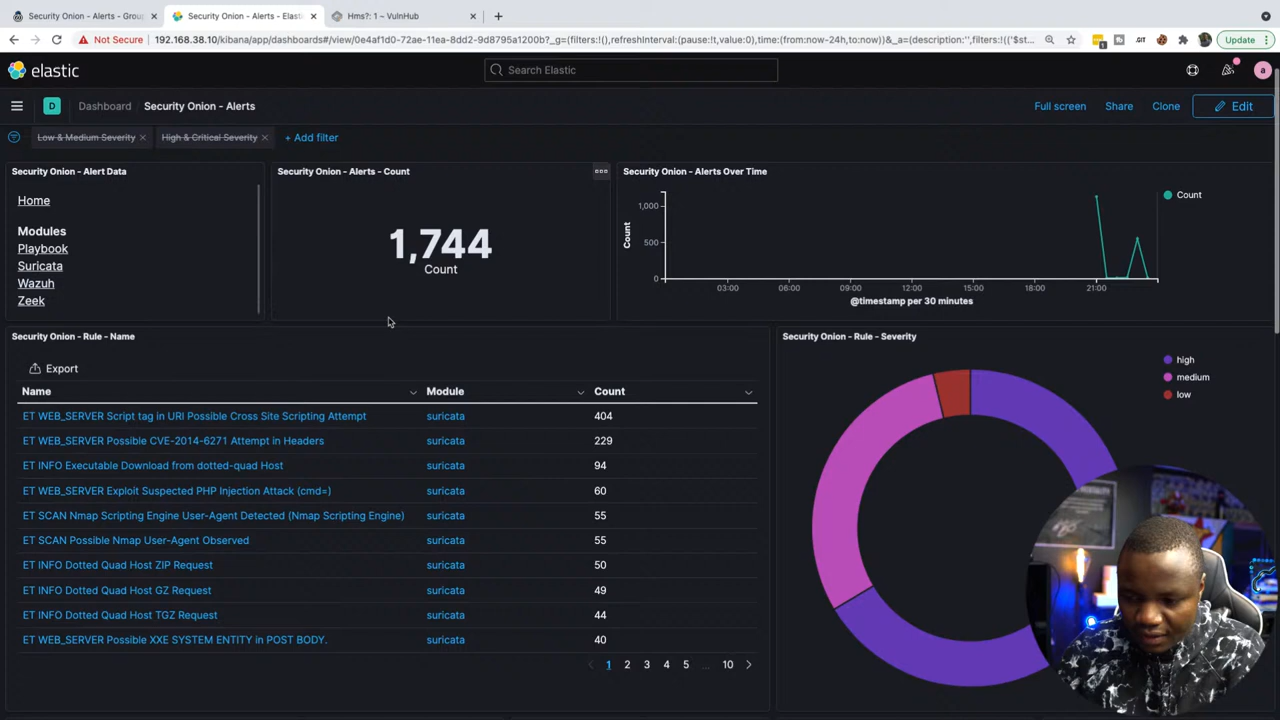 Security Onion - Alerts - Grou
Security Onion - Alerts - Elasti
Hms?: 1 ~ VulnHub
Not Secure
192.168.38.10/kibana/app/dashboards#/view/0e4af1d0-72ae-11ea-8dd2-9d8795a1200b?_g=(filters:!(),refreshInterval:(pause:!t,value:0),time:(from:now-24h,to:now))&_a=(description:'',filters:!(('$st...
1
.GIT
Update
elastic
Search Elastic
a
D
Dashboard
Security Onion - Alerts
Full screen
Share
Clone
Edit
Low & Medium Severity
High & Critical Severity
+ Add filter
Security Onion - Alert Data
Home
Modules
Playbook
Suricata
Wazuh
Zeek
Security Onion - Alerts - Count
1,744
Count
Security Onion - Alerts Over Time
Count
1,000
500
0
03:00 06:00 09:00 12:00 15:00 18:00 21:00
@timestamp per 30 minutes
Count
Security Onion - Rule - Name
Export
Name Module Count
ET WEB_SERVER Script tag in URI Possible Cross Site Scripting Attempt suricata 404
ET WEB_SERVER Possible CVE-2014-6271 Attempt in Headers suricata 229
ET INFO Executable Download from dotted-quad Host suricata 94
ET WEB_SERVER Exploit Suspected PHP Injection Attack (cmd=) suricata 60
ET SCAN Nmap Scripting Engine User-Agent Detected (Nmap Scripting Engine) suricata 55
ET SCAN Possible Nmap User-Agent Observed suricata 55
ET INFO Dotted Quad Host ZIP Request suricata 50
ET INFO Dotted Quad Host GZ Request suricata 49
ET INFO Dotted Quad Host TGZ Request suricata 44
ET WEB_SERVER Possible XXE SYSTEM ENTITY in POST BODY. suricata 40
1 2 3 4 5 ... 10
Security Onion - Rule - Severity
high
medium
low